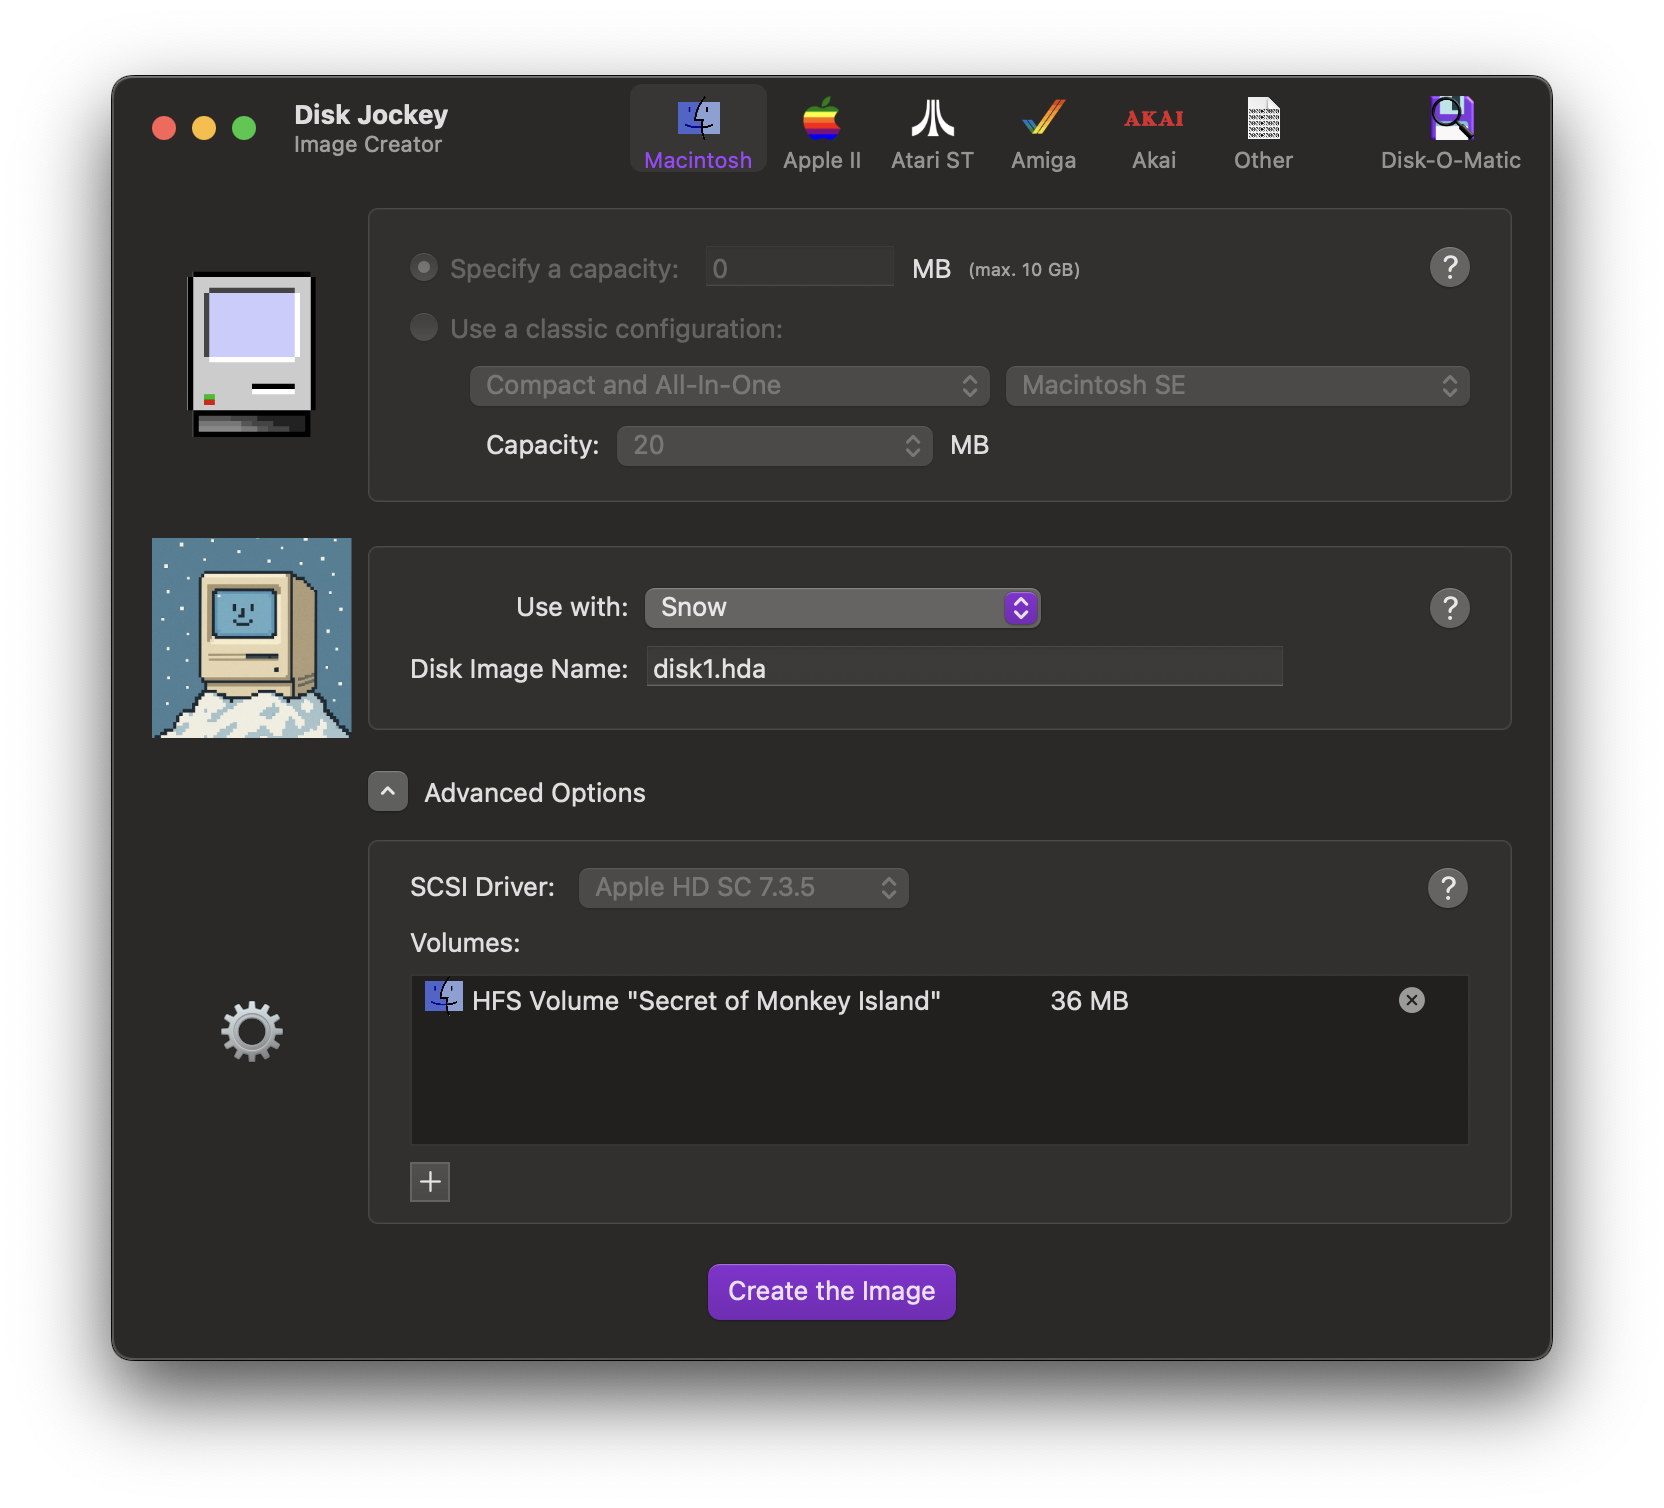 Disk Jockey
Image Creator
Macintosh
Apple II
Atari ST
Amiga
AKAI
Akai
Other
Disk-O-Matic
Specify a capacity: 0 MB (max. 10 GB)
?
Use a classic configuration:
Compact and All-In-One
Macintosh SE
Capacity: 20 MB
Use with: Snow
?
Disk Image Name: disk1.hda
Advanced Options
SCSI Driver: Apple HD SC 7.3.5
?
Volumes:
HFS Volume "Secret of Monkey Island" 36 MB
Create the Image